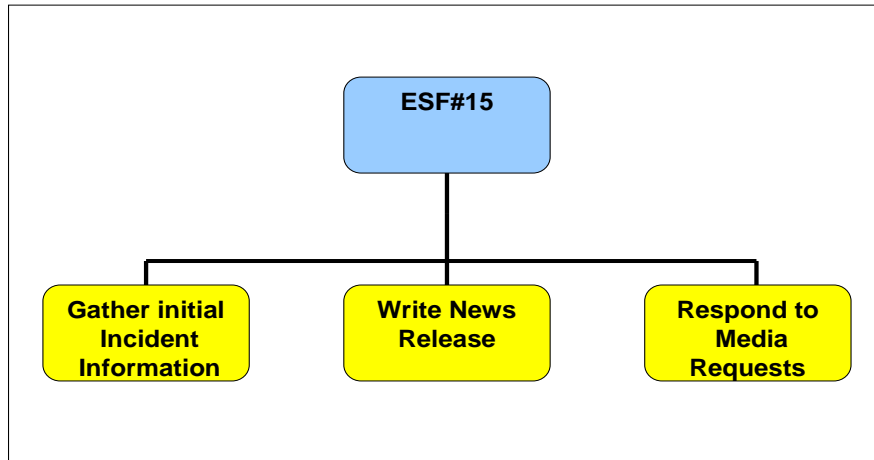 ESF#15
Gather initial
Incident
Information
Write News
Release
Respond to
Media
Requests